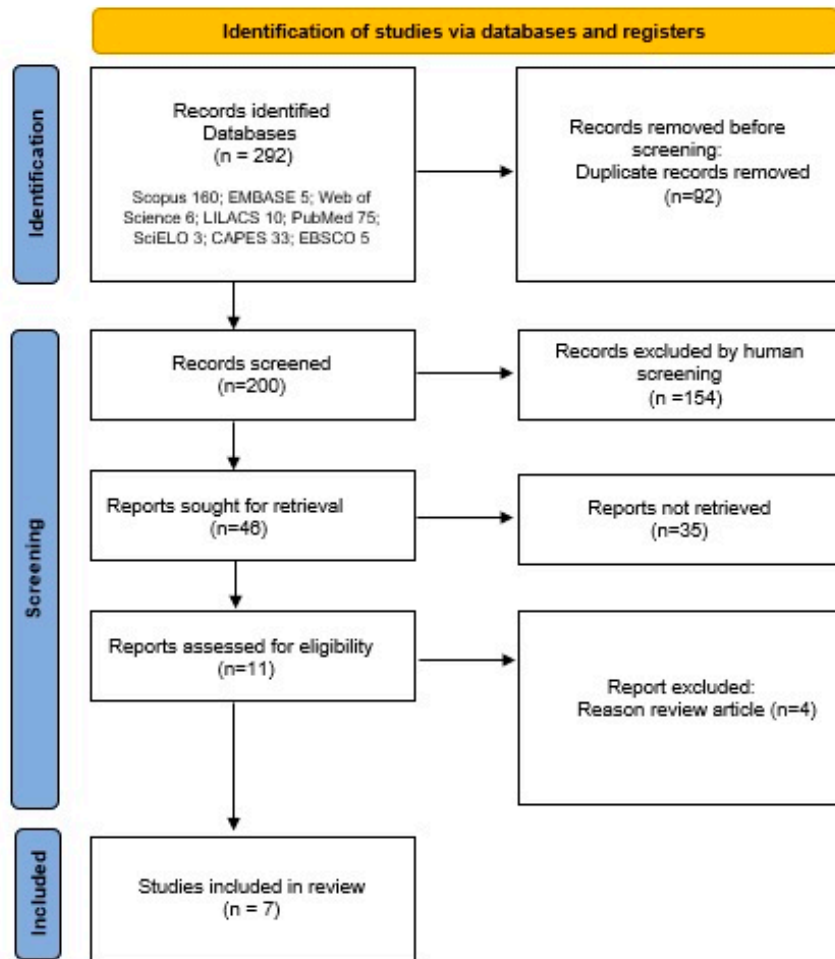 Identification of studies via databases and registers
Identification
Records identified
Databases
(n = 292)
Scopus 160; EMBASE 5; Web of
Science 6; LILACS 10; PubMed 75;
SciELO 3; CAPES 33; EBSCO 5
Records removed before
screening:
Duplicate records removed
(n=92)
Screening
Records screened
(n=200)
Records excluded by human
screening
(n =154)
Reports sought for retrieval
(n=46)
Reports not retrieved
(n=35)
Reports assessed for eligibility
(n=11)
Report excluded:
Reason review article (n=4)
Included
Studies included in review
(n = 7)